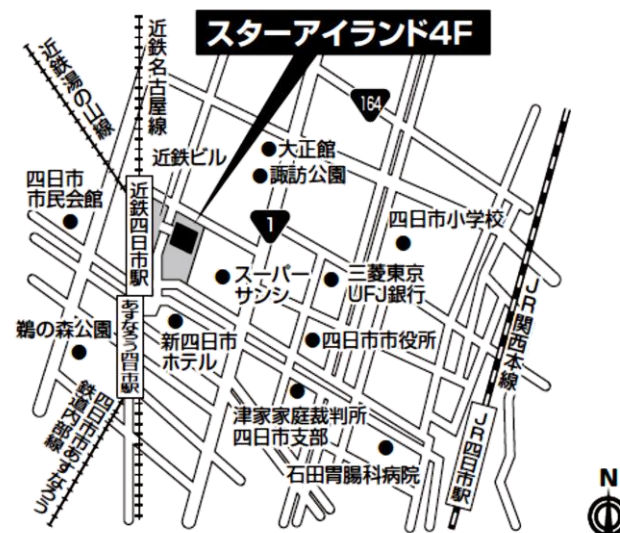 スターアイランド4F
近鉄湯の山線
近鉄名古屋線
164
近鉄ビル
大正館
諏訪公園
四日市
市民会館
近鉄四日市駅
1
四日市小学校
スーパー
サンシ
三菱東京
UFJ銀行
JR関西本線
鵜の森公園
あすなろう四日市駅
新四日市
ホテル
四日市市役所
四日市市あすなろう
鉄道内部線
津家家庭裁判所
四日市支部
石田胃腸科病院
JR四日市駅
N